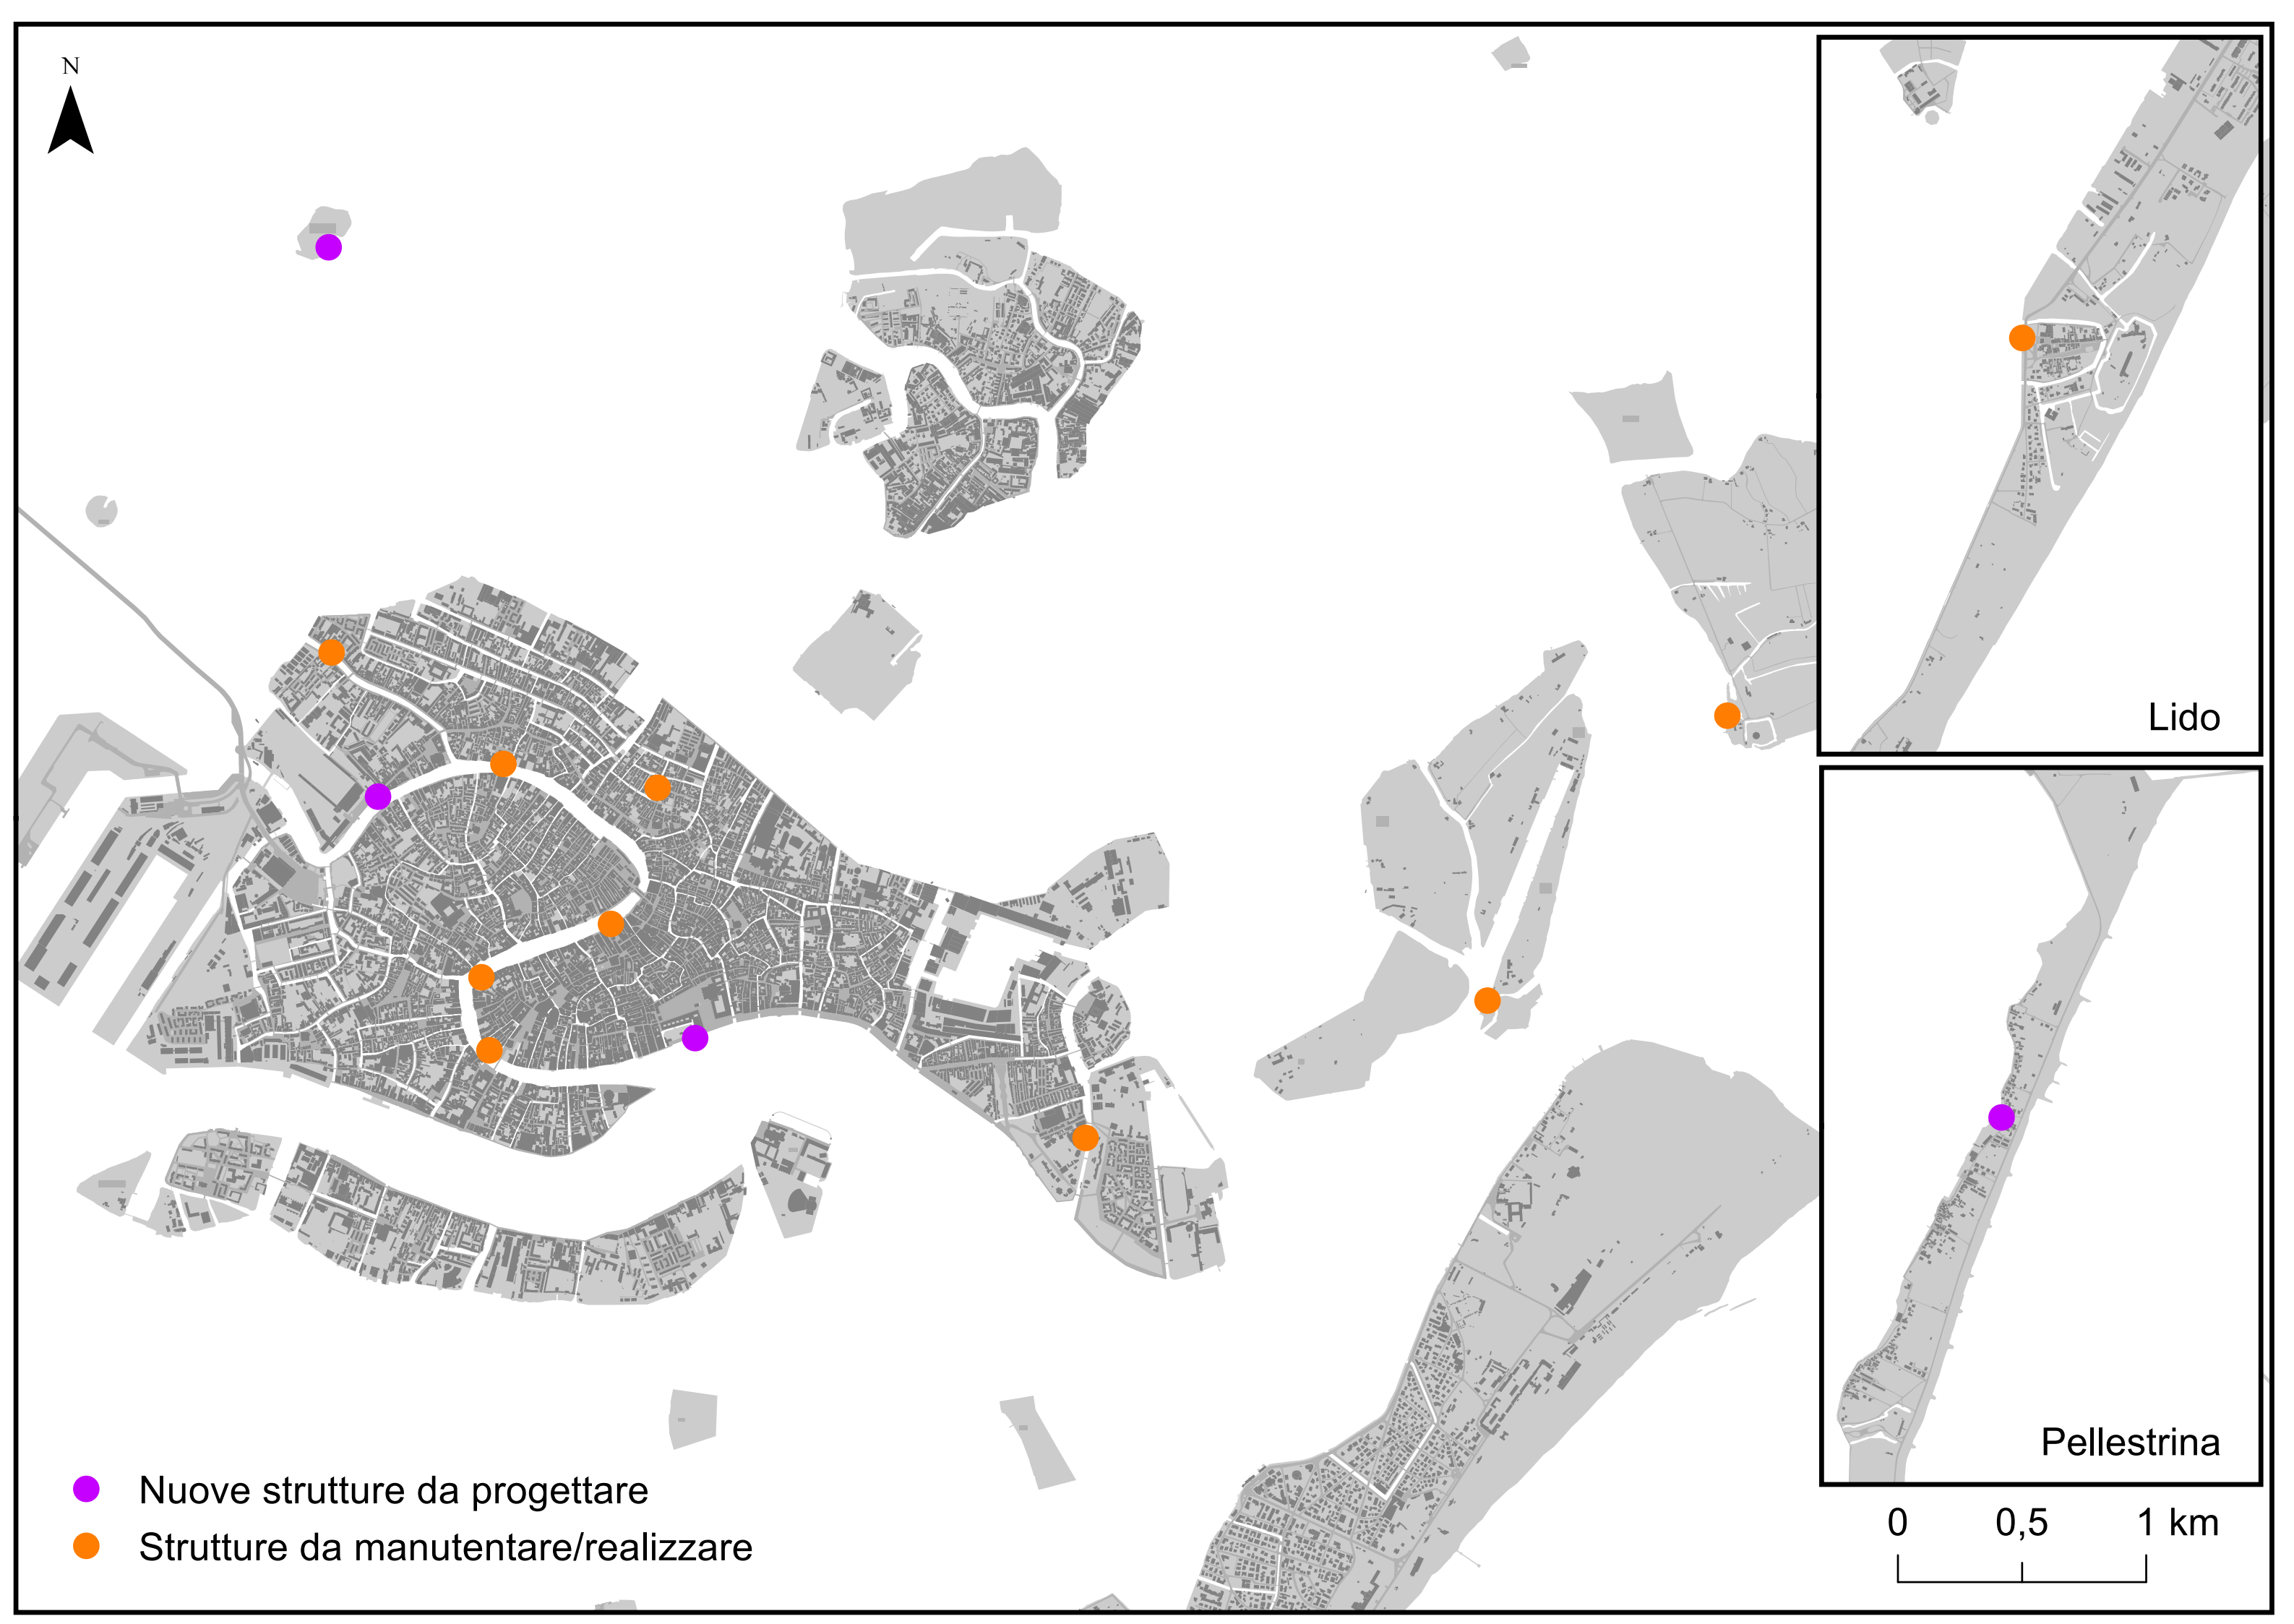 N
Lido
Pellestrina
Nuove strutture da progettare
Strutture da manutentare/realizzare
0 0,5 1 km